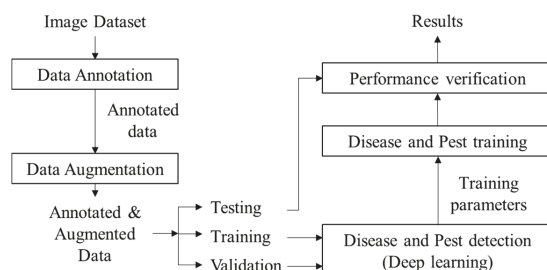 Image Dataset
Data Annotation
Annotated
data
Data Augmentation
Annotated &
Augmented
Data
Testing
Training
Validation
Results
Performance verification
Disease and Pest training
Training
parameters
Disease and Pest detection
(Deep learning)